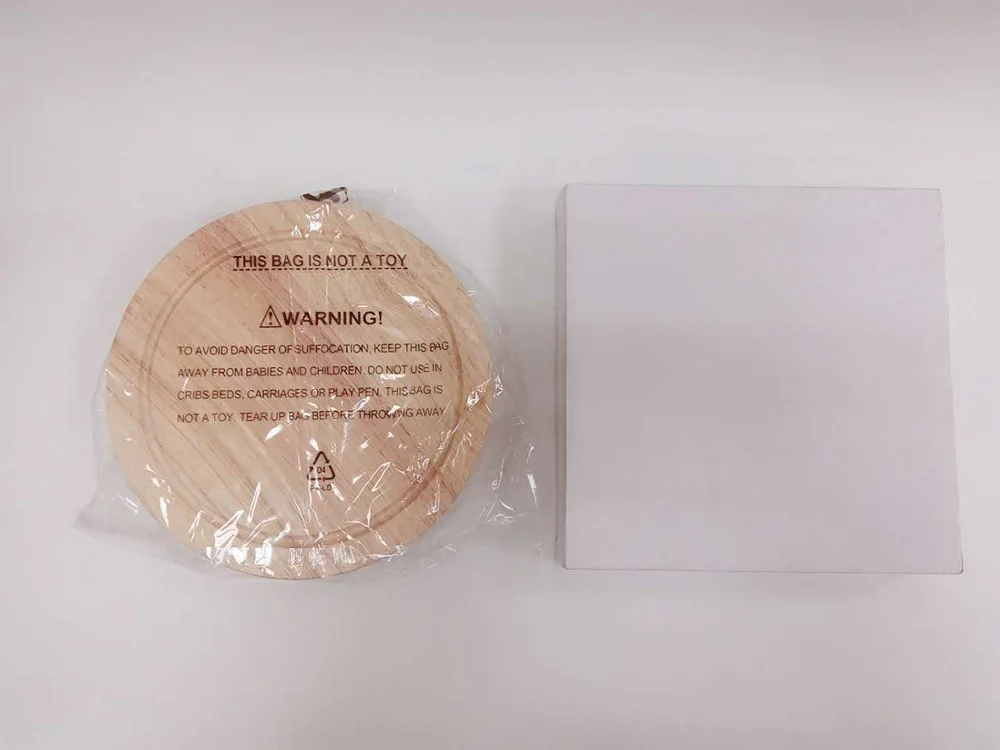 THIS BAG IS NOT A TOY
⚠WARNING!
TO AVOID DANGER OF SUFFOCATION, KEEP THIS BAG
AWAY FROM BABIES AND CHILDREN. DO NOT USE IN
CRIBS BEDS, CARRIAGES OR PLAY PEN. THIS BAG IS
NOT A TOY. TEAR UP BAG BEFORE THROWING AWAY.
04